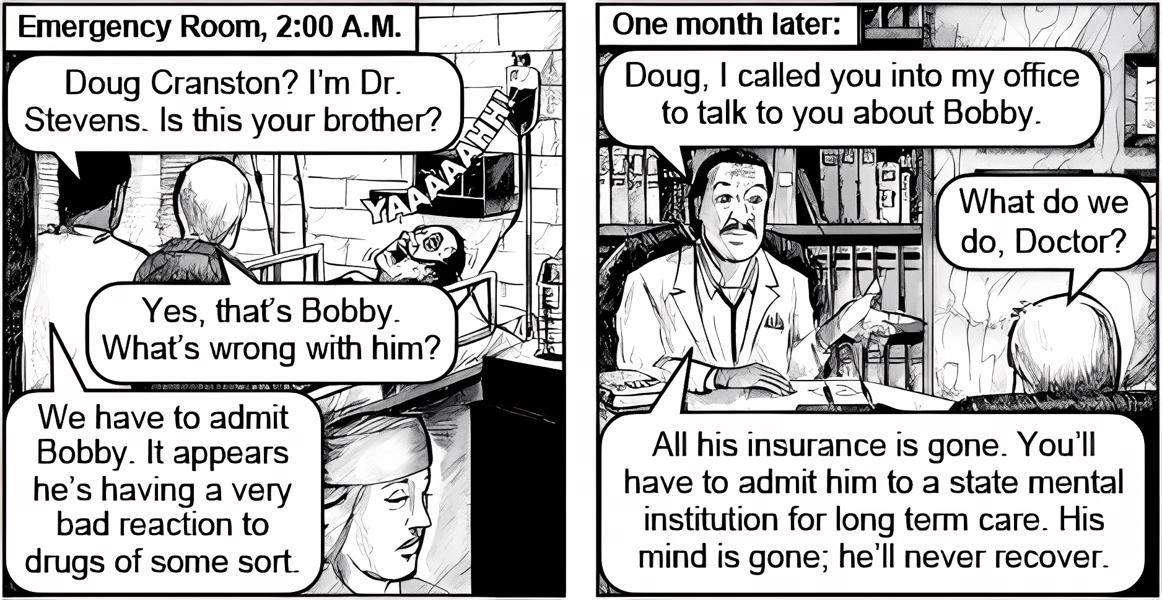 Emergency Room, 2:00 A.M.
Doug Cranston? I'm Dr.
Stevens. Is this your brother?
YAAAAAHH!
Yes, that's Bobby.
What's wrong with him?
We have to admit
Bobby. It appears
he's having a very
bad reaction to
drugs of some sort.
One month later:
Doug, I called you into my office
to talk to you about Bobby.
What do we
do, Doctor?
All his insurance is gone. You'll
have to admit him to a state mental
institution for long term care. His
mind is gone; he'll never recover.